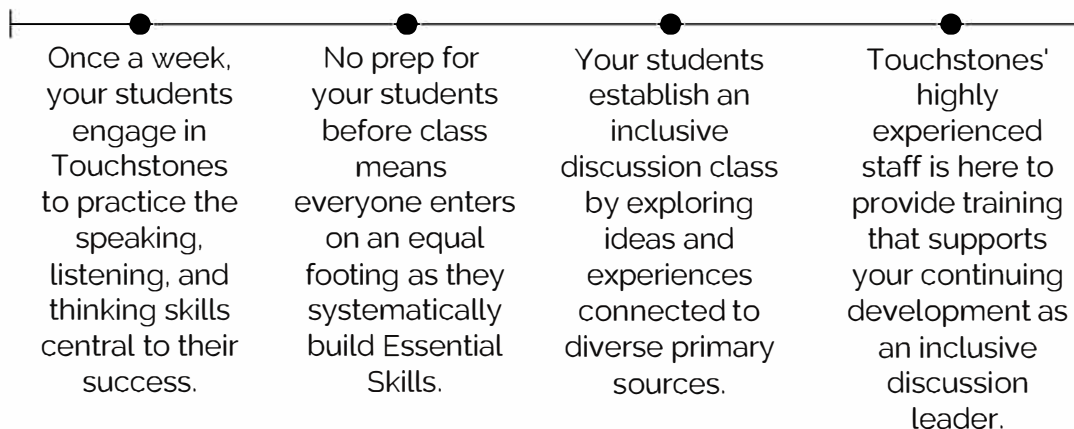 Once a week,
your students
engage in
Touchstones
to practice the
speaking,
listening, and
thinking skills
central to their
success.
No prep for
your students
before class
means
everyone enters
on an equal
footing as they
systematically
build Essential
Skills.
Your students
establish an
inclusive
discussion class
by exploring
ideas and
experiences
connected to
diverse primary
sources.
Touchstones'
highly
experienced
staff is here to
provide training
that supports
your continuing
development as
an inclusive
discussion
leader.